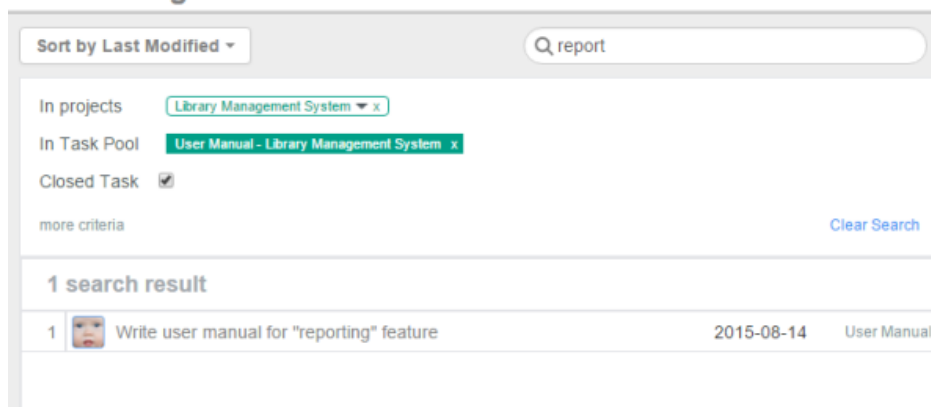 Sort by Last Modified
report
In projects Library Management System x
In Task Pool User Manual - Library Management System x
Closed Task
more criteria
Clear Search
1 search result
1 Write user manual for "reporting" feature 2015-08-14 User Manual